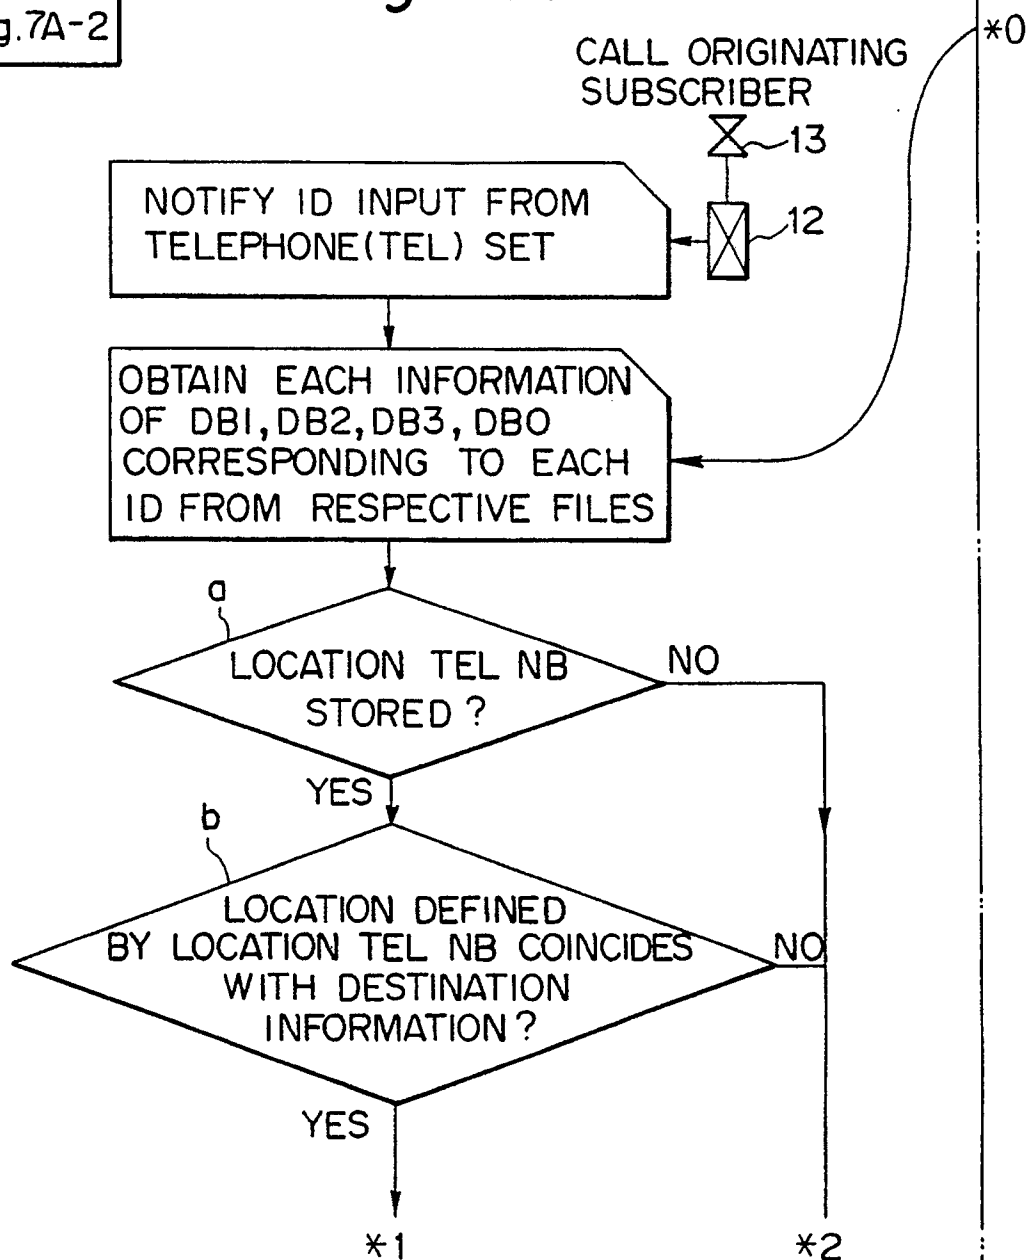 g.7A-2
*0
CALL ORIGINATING
SUBSCRIBER
13
NOTIFY ID INPUT FROM
TELEPHONE(TEL) SET
12
OBTAIN EACH INFORMATION
OF DB1,DB2,DB3,DB0
CORRESPONDING TO EACH
ID FROM RESPECTIVE FILES
a
LOCATION TEL NB
STORED?
NO
YES
b
LOCATION DEFINED
BY LOCATION TEL NB COINCIDES
WITH DESTINATION
INFORMATION?
NO
YES
*1
*2